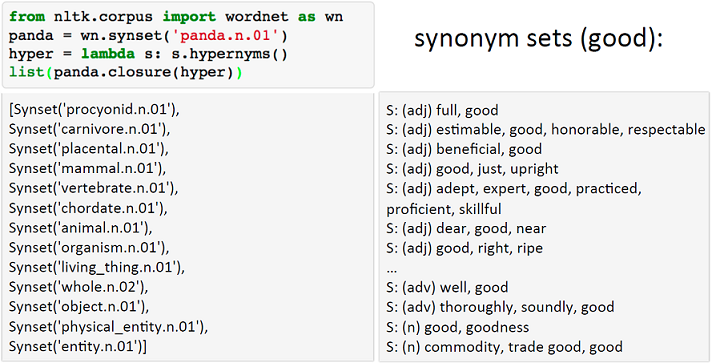 from nltk.corpus import wordnet as wn
panda = wn.synset('panda.n.01')
hyper = lambda s: s.hypernyms()
list(panda.closure(hyper))
[Synset('procyonid.n.01'),
Synset('carnivore.n.01'),
Synset('placental.n.01'),
Synset('mammal.n.01'),
Synset('vertebrate.n.01'),
Synset('chordate.n.01'),
Synset('animal.n.01'),
Synset('organism.n.01'),
Synset('living_thing.n.01'),
Synset('whole.n.02'),
Synset('object.n.01'),
Synset('physical_entity.n.01'),
Synset('entity.n.01')]
synonym sets (good):
S: (adj) full, good
S: (adj) estimable, good, honorable, respectable
S: (adj) beneficial, good
S: (adj) good, just, upright
S: (adj) adept, expert, good, practiced,
proficient, skillful
S: (adj) dear, good, near
S: (adj) good, right, ripe
...
S: (adv) well, good
S: (adv) thoroughly, soundly, good
S: (n) good, goodness
S: (n) commodity, trade good, good